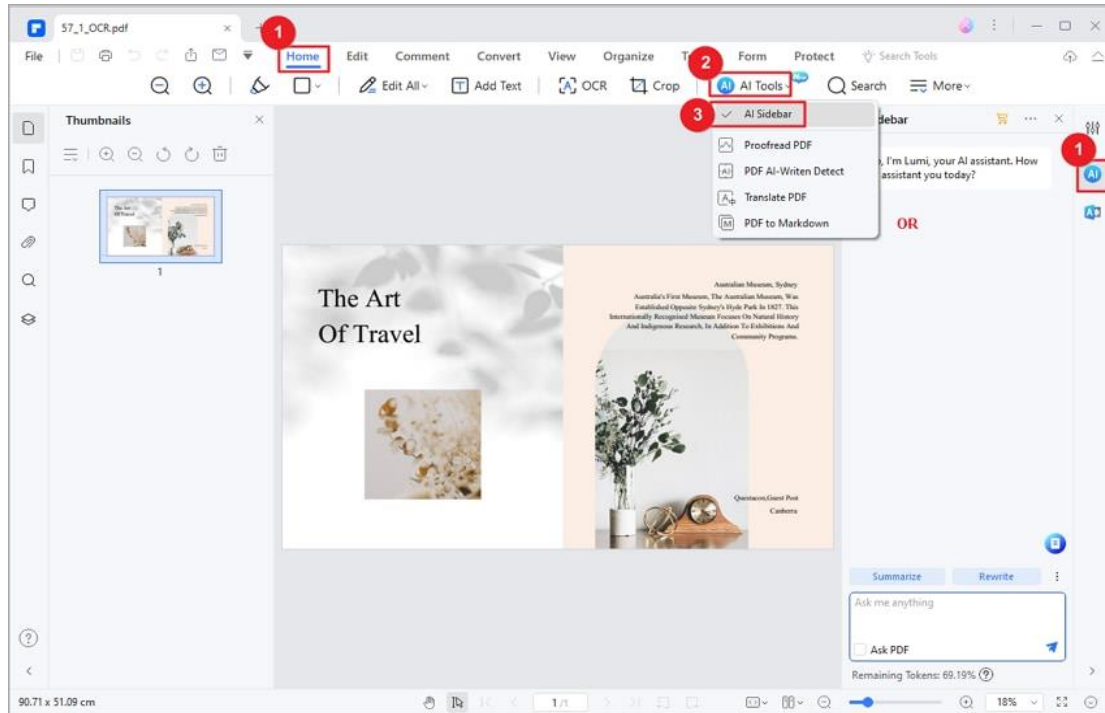 57_1_OCR.pdf
1
File
Home
Edit
Comment
Convert
View
Organize
Form
Protect
Search Tools
2
Edit All
Add Text
OCR
Crop
AI Tools
Search
More
Thumbnails
3
AI Sidebar
debar
Proofread PDF
PDF AI-Writen Detect
Translate PDF
PDF to Markdown
, I'm Lumi, your AI assistant. How
assistant you today?
1
AI
OR
1
The Art
Of Travel
Australian Museum, Sydney
Australia's First Museum, The Australian Museum, Was
Established Opposite Sydney's Hyde Park In 1827. This
Internationally Recognised Museum Focuses On Natural History
And Indigenous Research, In Addition To Exhibitions And
Community Programs.
Questacon,Guest Post
Canberra
Summarize
Rewrite
Ask me anything
Ask PDF
Remaining Tokens: 69.19%
90.71 x 51.09 cm
1 /1
18%